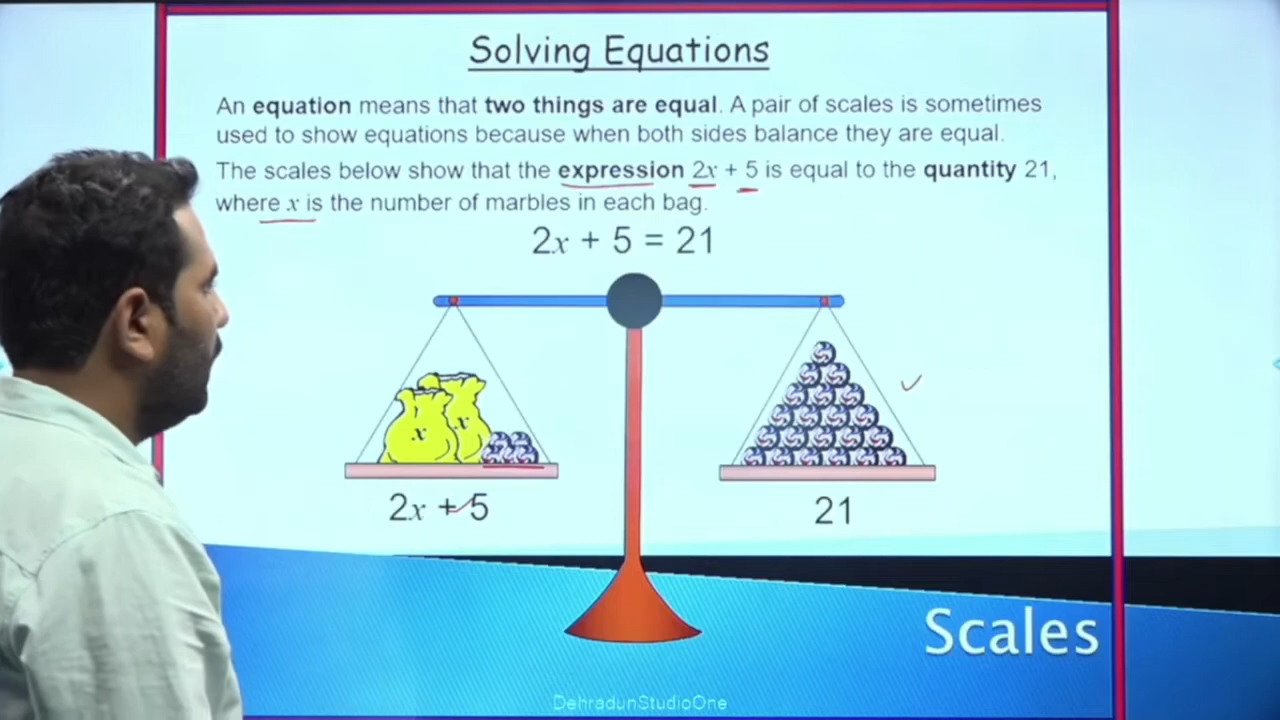 Solving Equations
An equation means that two things are equal. A pair of scales is sometimes
used to show equations because when both sides balance they are equal.
The scales below show that the expression 2x + 5 is equal to the quantity 21,
where x is the number of marbles in each bag.
2x + 5 = 21
x x
2x + 5
21
Scales
DehradunStudioOne